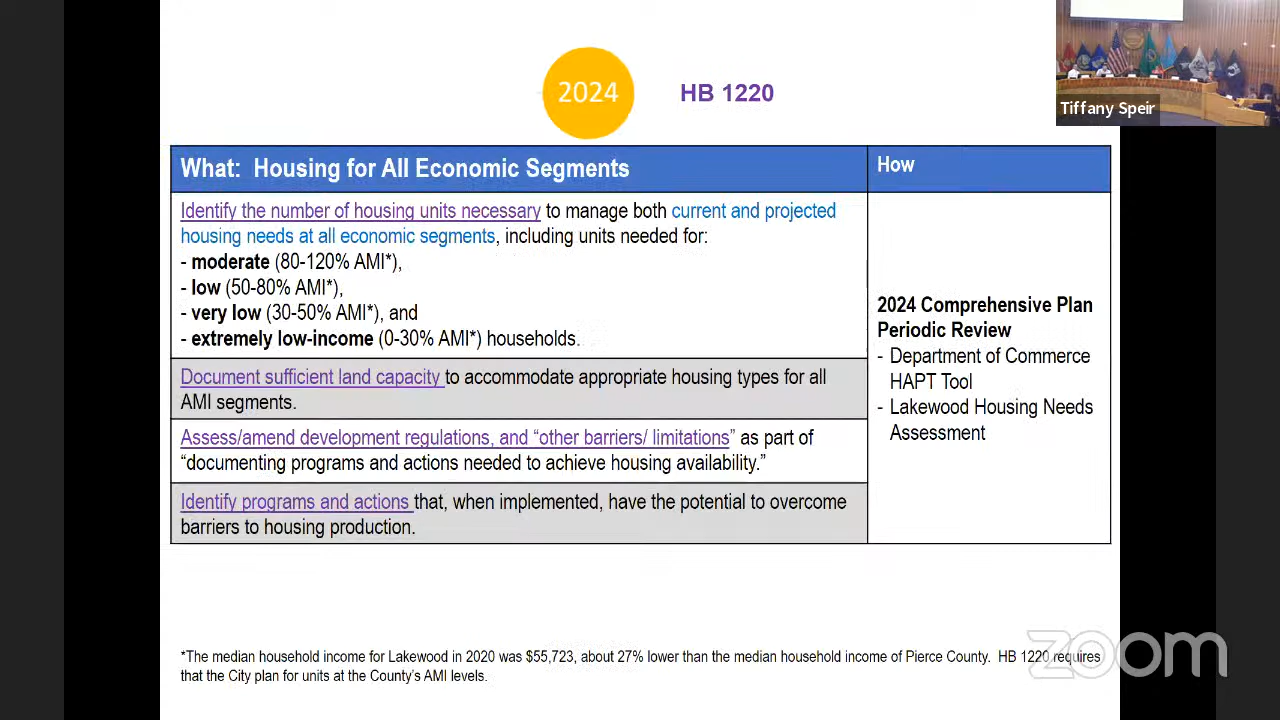 2024
HB 1220
Tiffany Speir
What: Housing for All Economic Segments
How
Identify the number of housing units necessary to manage both current and projected
housing needs at all economic segments, including units needed for:
- moderate (80-120% AMI*),
- low (50-80% AMI*),
- very low (30-50% AMI*), and
- extremely low-income (0-30% AMI*) households.
Document sufficient land capacity to accommodate appropriate housing types for all
AMI segments.
Assess/amend development regulations, and “other barriers/ limitations” as part of
“documenting programs and actions needed to achieve housing availability.”
Identify programs and actions that, when implemented, have the potential to overcome
barriers to housing production.
2024 Comprehensive Plan
Periodic Review
- Department of Commerce
HAPT Tool
- Lakewood Housing Needs
Assessment
*The median household income for Lakewood in 2020 was $55,723, about 27% lower than the median household income of Pierce County. HB 1220 requires
that the City plan for units at the County's AMI levels.
zoom